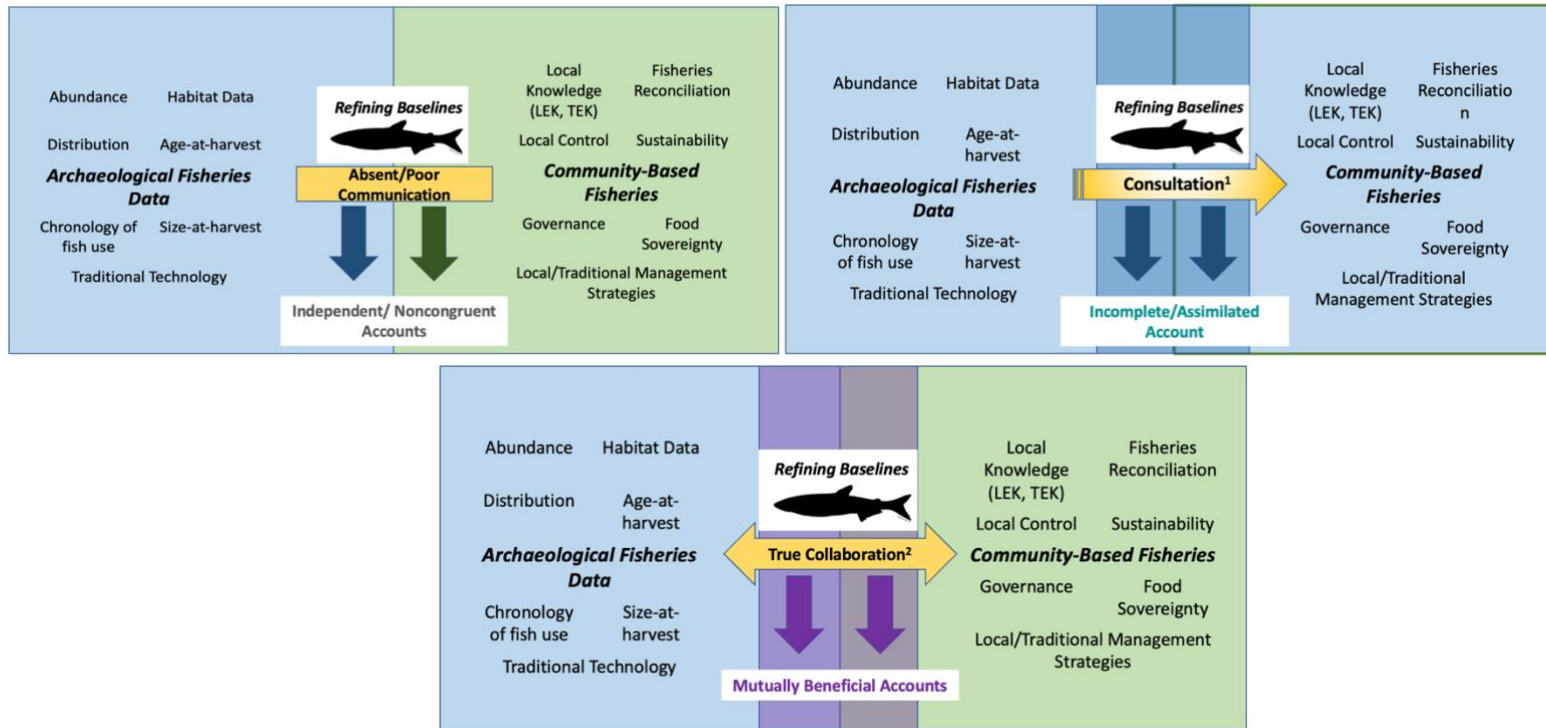 Abundance
Habitat Data
Distribution
Age-at-harvest
Archaeological Fisheries
Data
Chronology of
fish use
Size-at-harvest
Traditional Technology
Refining Baselines
Absent/Poor
Communication
Independent/ Noncongruent
Accounts
Local
Knowledge
(LEK, TEK)
Fisheries
Reconciliation
Local Control
Sustainability
Community-Based
Fisheries
Governance
Food
Sovereignty
Local/Traditional Management
Strategies
Abundance
Habitat Data
Distribution
Age-at-
harvest
Archaeological Fisheries
Data
Chronology
of fish use
Size-at-
harvest
Traditional Technology
Refining Baselines
Consultation¹
Incomplete/Assimilated
Account
Local
Knowledge
(LEK, TEK)
Fisheries
Reconciliatio
n
Local Control
Sustainability
Community-Based
Fisheries
Governance
Food
Sovereignty
Local/Traditional
Management Strategies
Abundance
Habitat Data
Distribution
Age-at-
harvest
Archaeological Fisheries
Data
Chronology
of fish use
Size-at-
harvest
Traditional Technology
Refining Baselines
True Collaboration²
Mutually Beneficial Accounts
Local
Knowledge
(LEK, TEK)
Fisheries
Reconciliation
Local Control
Sustainability
Community-Based Fisheries
Governance
Food
Sovereignty
Local/Traditional Management
Strategies